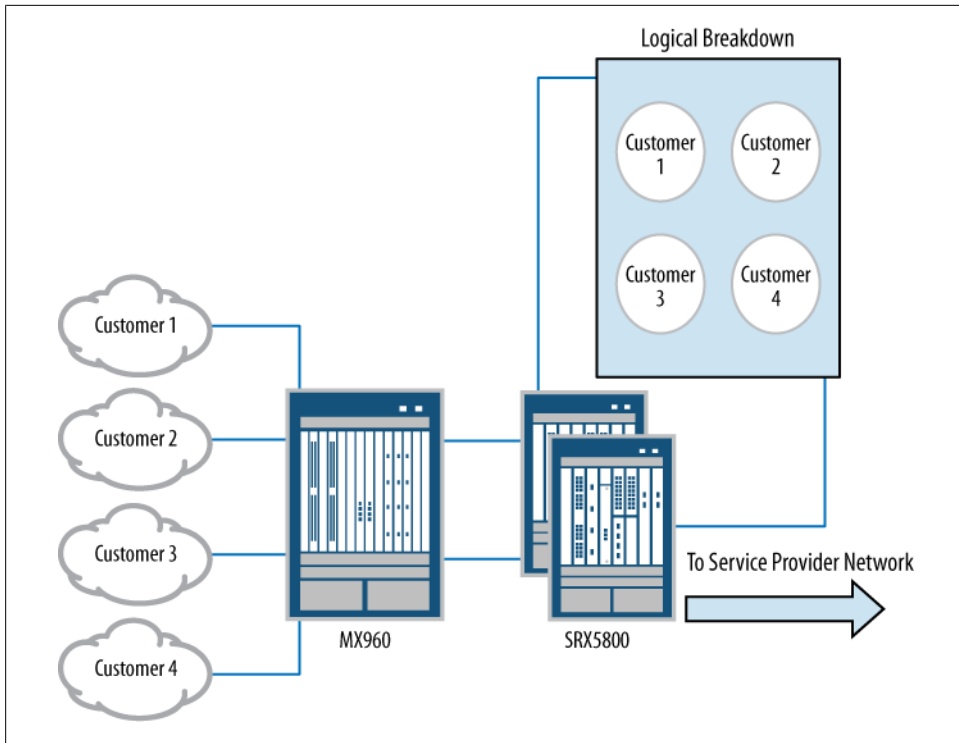 Logical Breakdown
Customer
1
Customer
2
Customer
3
Customer
4
Customer 1
Customer 2
Customer 3
Customer 4
MX960
SRX5800
To Service Provider Network